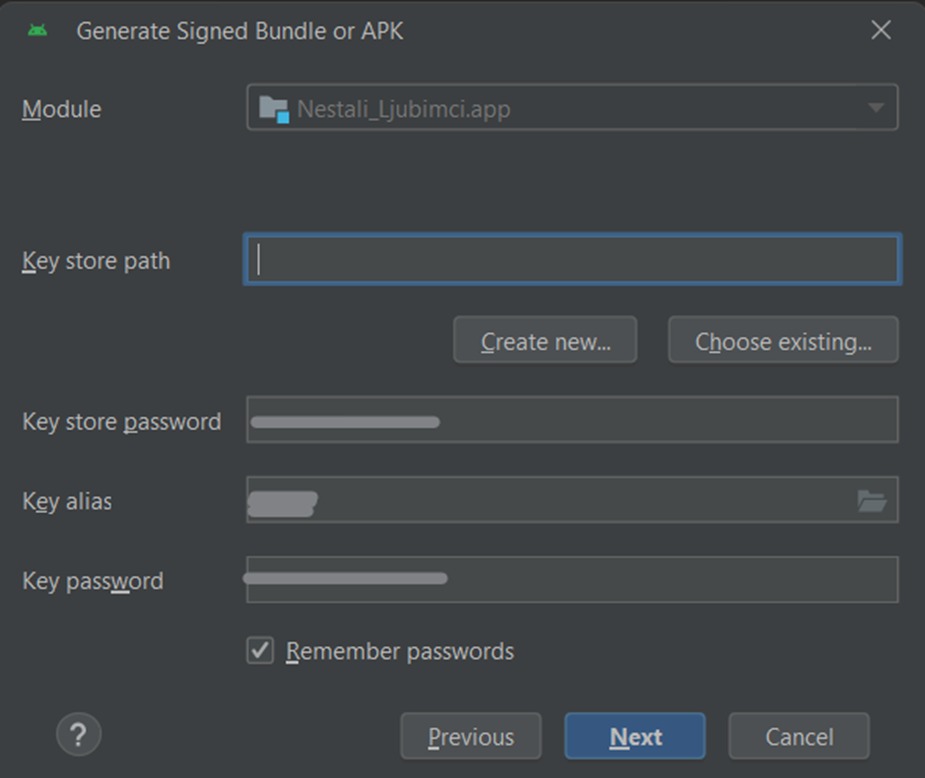 Generate Signed Bundle or APK
Module
Nestali_Ljubimci.app
Key store path
Create new...
Choose existing...
Key store password
Key alias
Key password
Remember passwords
?
Previous
Next
Cancel